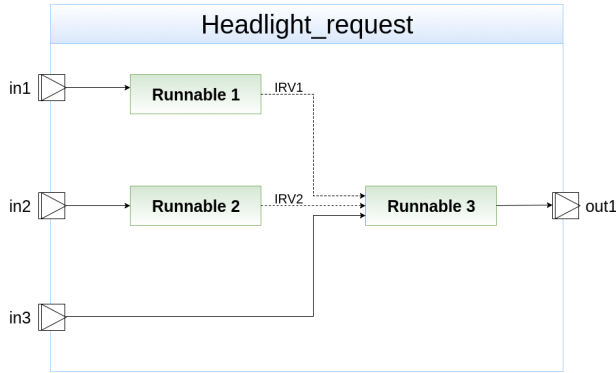 Headlight_request
in1
Runnable 1
IRV1
in2
Runnable 2
IRV2
Runnable 3
out1
in3